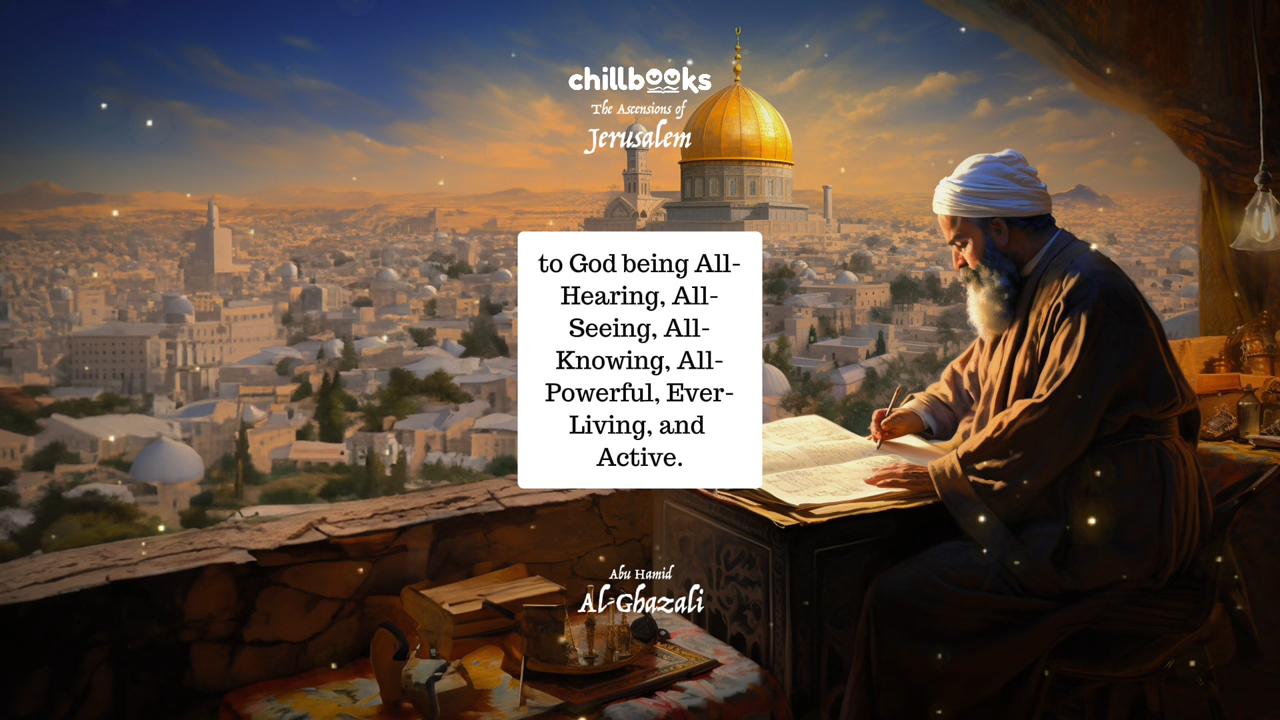 chillbooks
The Ascensions of
Jerusalem
to God being All-
Hearing, All-
Seeing, All-
Knowing, All-
Powerful, Ever-
Living, and
Active.
Abu Hamid
Al-Ghazali